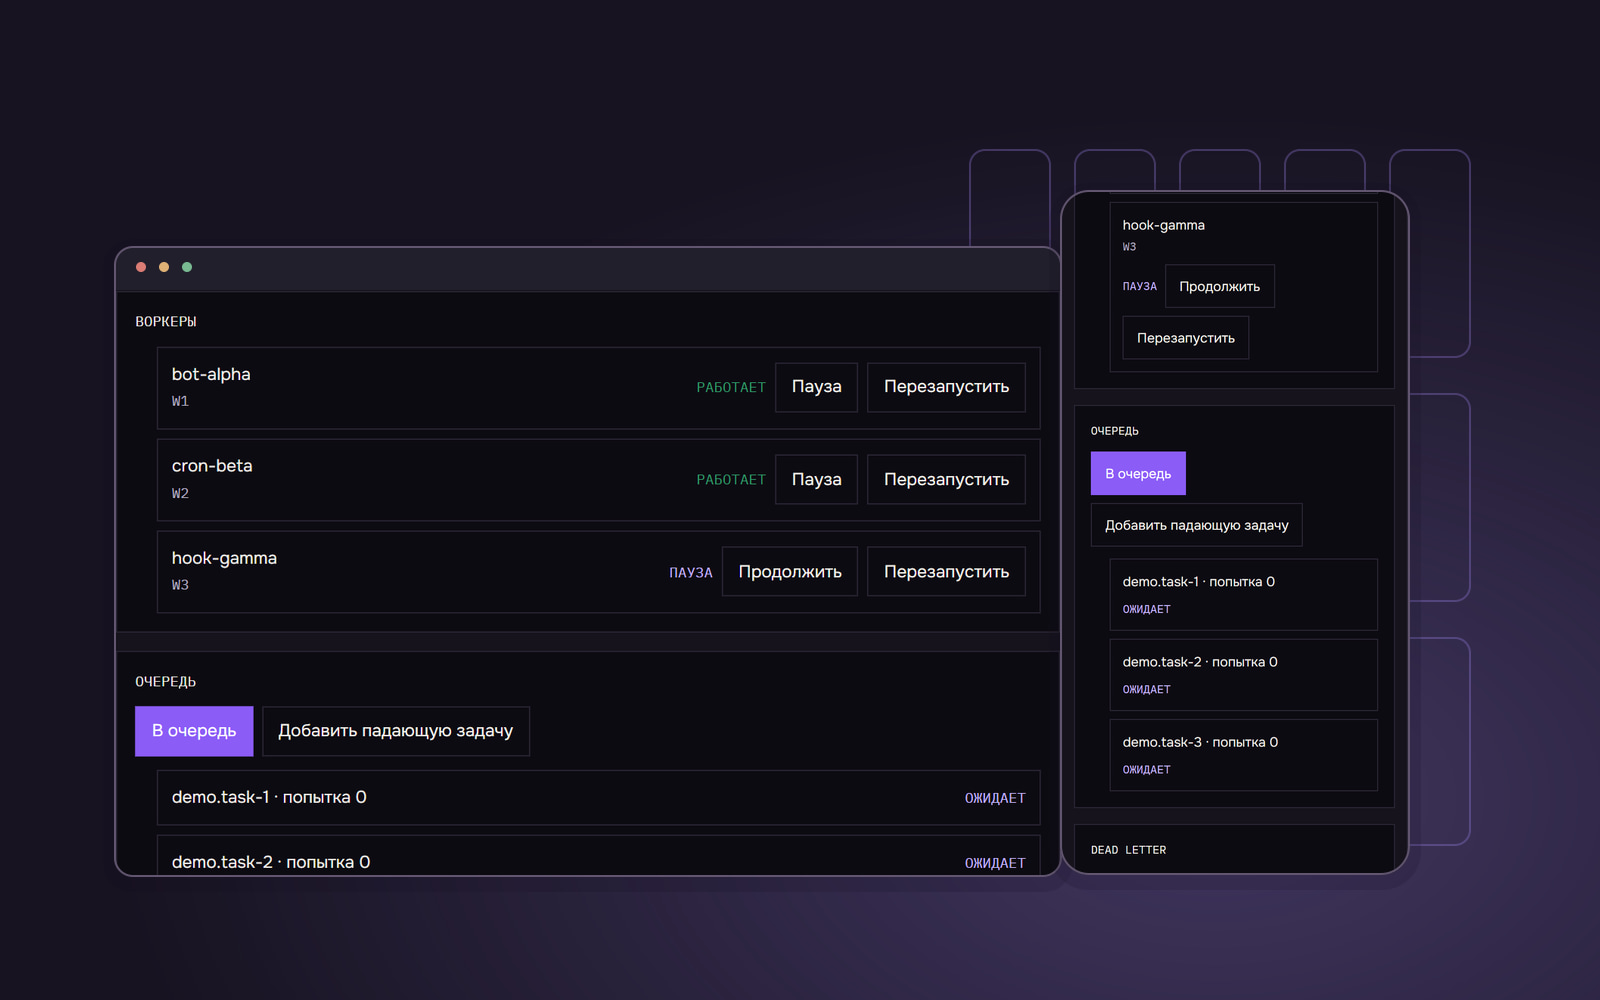 ВОРКЕРЫ
bot-alpha
W1
РАБОТАЕТ
Пауза
Перезапустить
cron-beta
W2
РАБОТАЕТ
Пауза
Перезапустить
hook-gamma
W3
ПАУЗА
Продолжить
Перезапустить
ОЧЕРЕДЬ
В очередь
Добавить падающую задачу
demo.task-1 · попытка 0
ОЖИДАЕТ
demo.task-2 · попытка 0
ОЖИДАЕТ
hook-gamma
W3
ПАУЗА
Продолжить
Перезапустить
ОЧЕРЕДЬ
В очередь
Добавить падающую задачу
demo.task-1 · попытка 0
ОЖИДАЕТ
demo.task-2 · попытка 0
ОЖИДАЕТ
demo.task-3 · попытка 0
ОЖИДАЕТ
DEAD LETTER